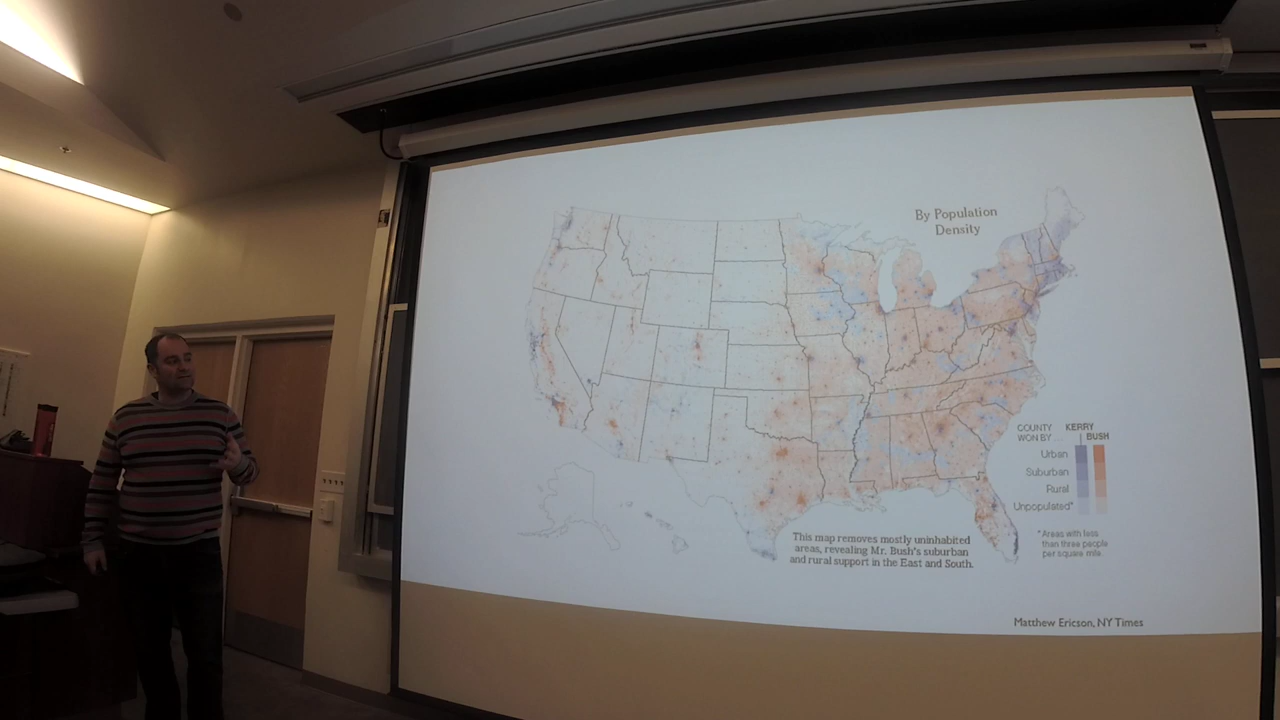 By Population
Density
COUNTY KERRY
WON BY... BUSH
Urban
Suburban
Rural
Unpopulated*
*Areas with less
than three people
per square mile.
This map removes mostly uninhabited
areas, revealing Mr. Bush's suburban
and rural support in the East and South.
Matthew Ericson, NY Times